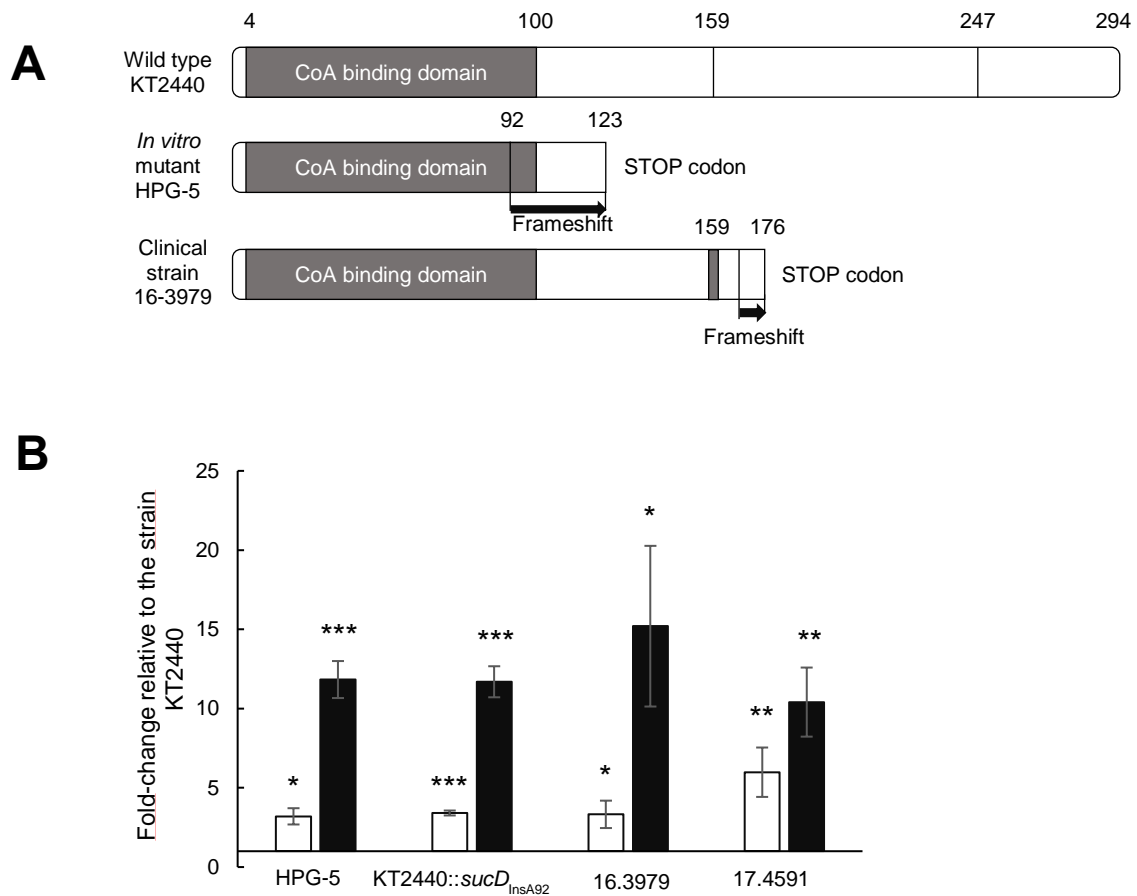 A
4 100 159 247 294
Wild type
KT2440
CoA binding domain
92 123
In vitro
mutant
HPG-5
CoA binding domain
STOP codon
Frameshift
159 176
Clinical
strain
16-3979
CoA binding domain
STOP codon
Frameshift
B
Fold-change relative to the strain
KT2440
25
20
15
10
5
0
* *** *** *** * * ** **
HPG-5 KT2440::sucD InsA92 16.3979 17.4591